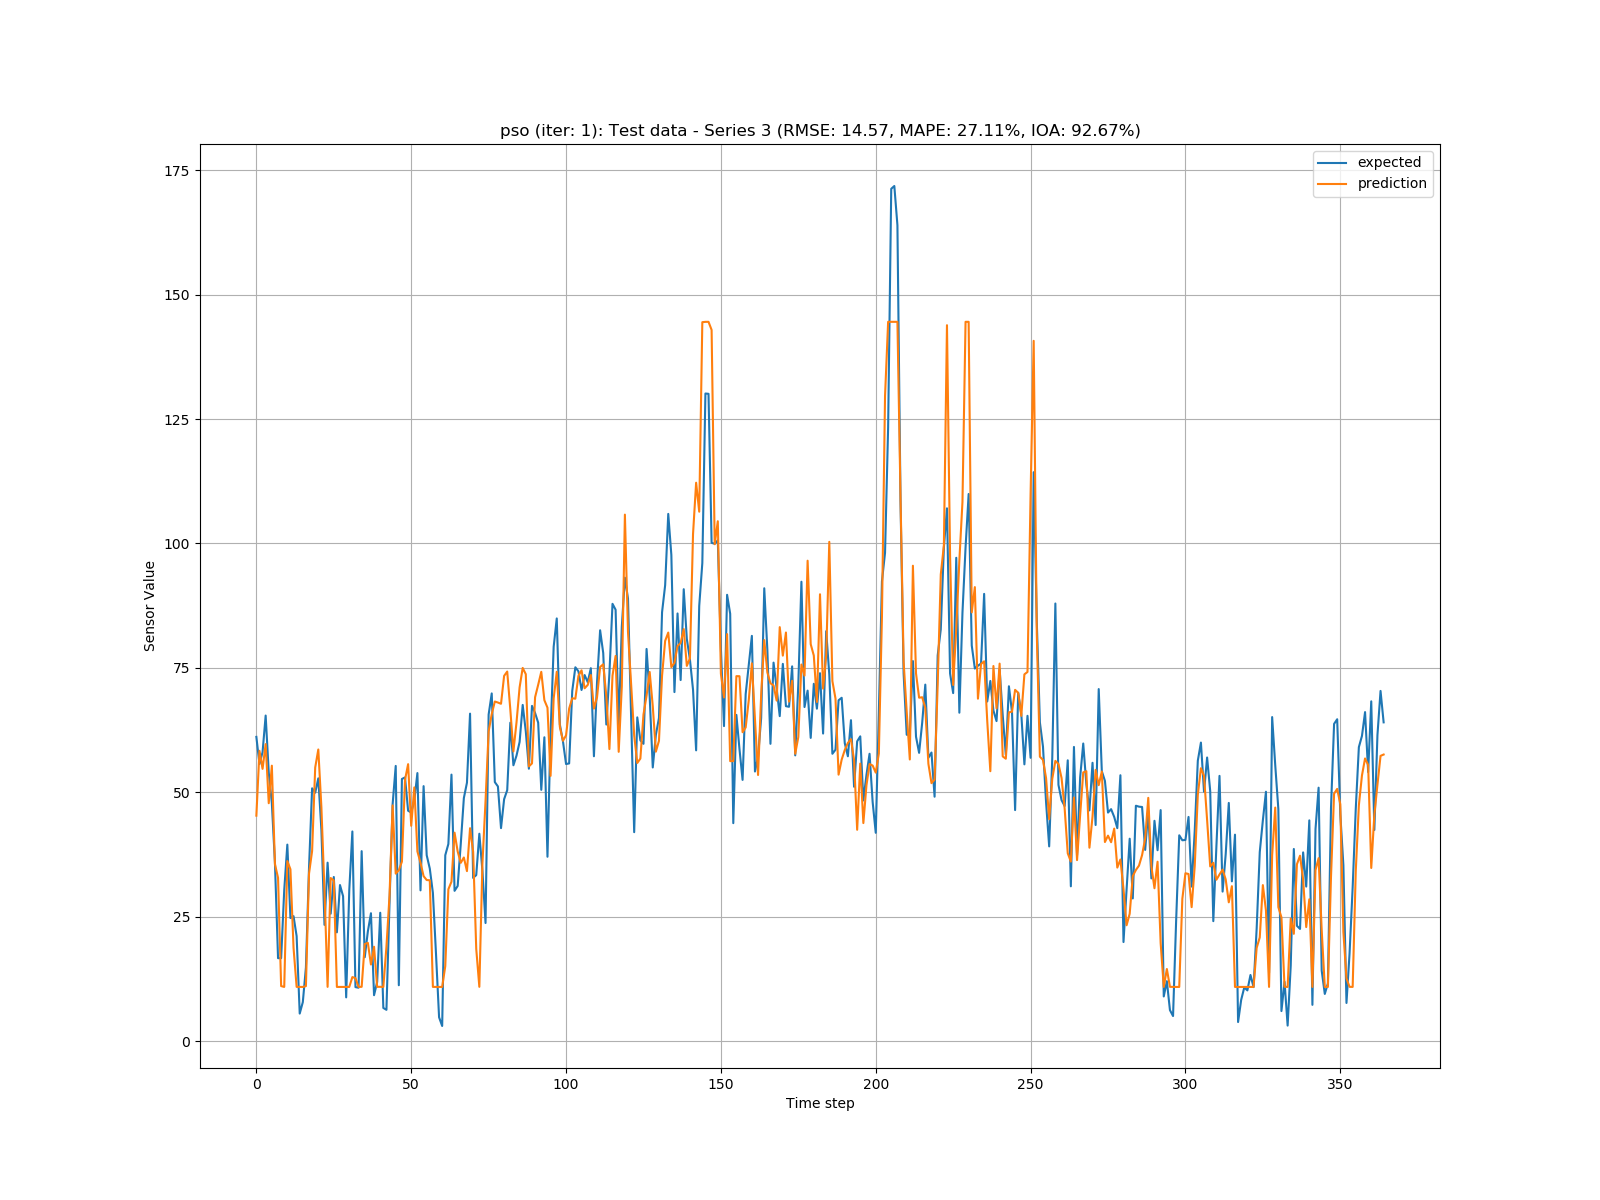 pso (iter: 1): Test data - Series 3 (RMSE: 14.57, MAPE: 27.11%, IOA: 92.67%)
expected
prediction
Sensor Value
175
150
125
100
75
50
25
0
0 50 100 150 200 250 300 350
Time step